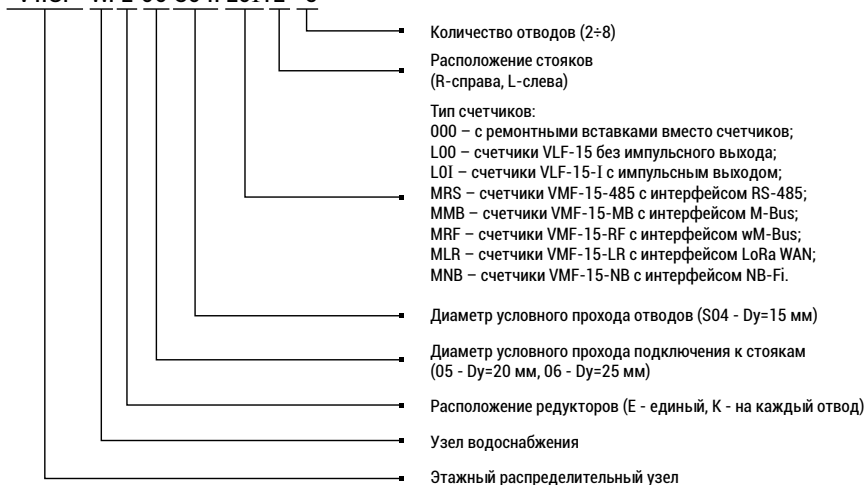 Количество отводов (2÷8)
Расположение стояков
(R-справа, L-слева)
Тип счетчиков:
000 – с ремонтными вставками вместо счетчиков;
L00 – счетчики VLF-15 без импульсного выхода;
L0I – счетчики VLF-15-I с импульсным выходом;
MRS – счетчики VMF-15-485 с интерфейсом RS-485;
MMB – счетчики VMF-15-MB с интерфейсом M-Bus;
MRF – счетчики VMF-15-RF с интерфейсом wM-Bus;
MLR – счетчики VMF-15-LR с интерфейсом LoRa WAN;
MNB – счетчики VMF-15-NB с интерфейсом NB-Fi.
Диаметр условного прохода отводов (S04 - Dy=15 мм)
Диаметр условного прохода подключения к стоякам
(05 - Dy=20 мм, 06 - Dy=25 мм)
Расположение редукторов (E - единый, K - на каждый отвод)
Узел водоснабжения
Этажный распределительный узел